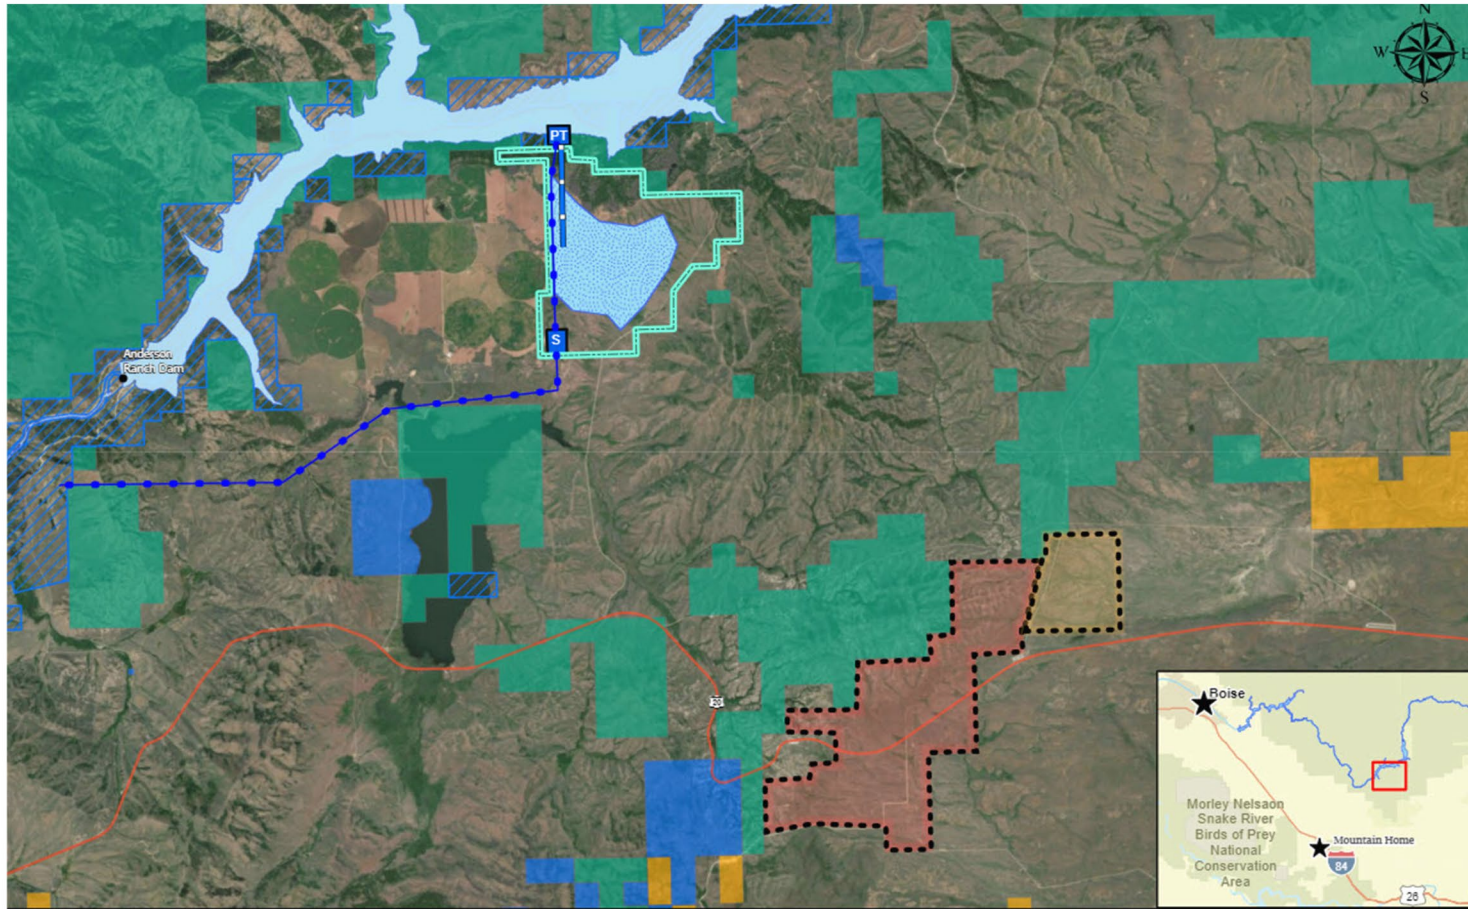 N
W
E
S
PT
S
Anderson
Ranch Dam
20
Boise
Morley Nelsaon
Snake River
Birds of Prey
National
Conservation
Area
Mountain Home
84
26